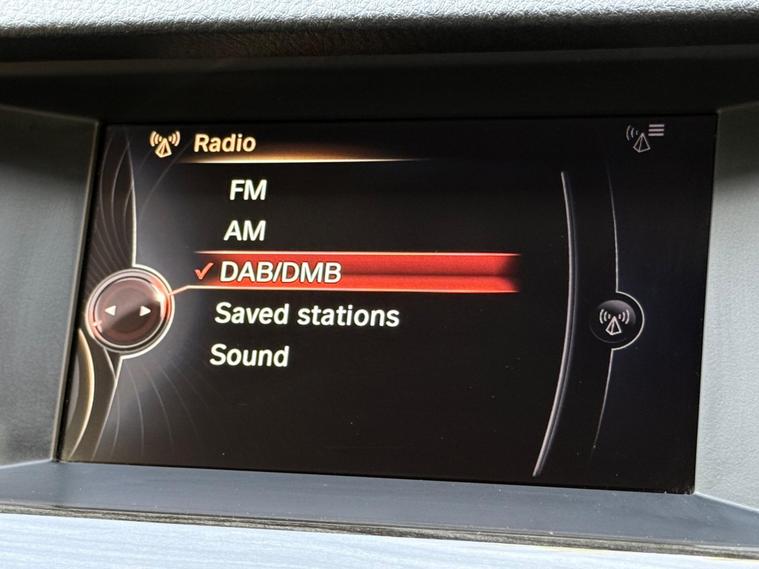 Radio
FM
AM
✓ DAB/DMB
Saved stations
Sound